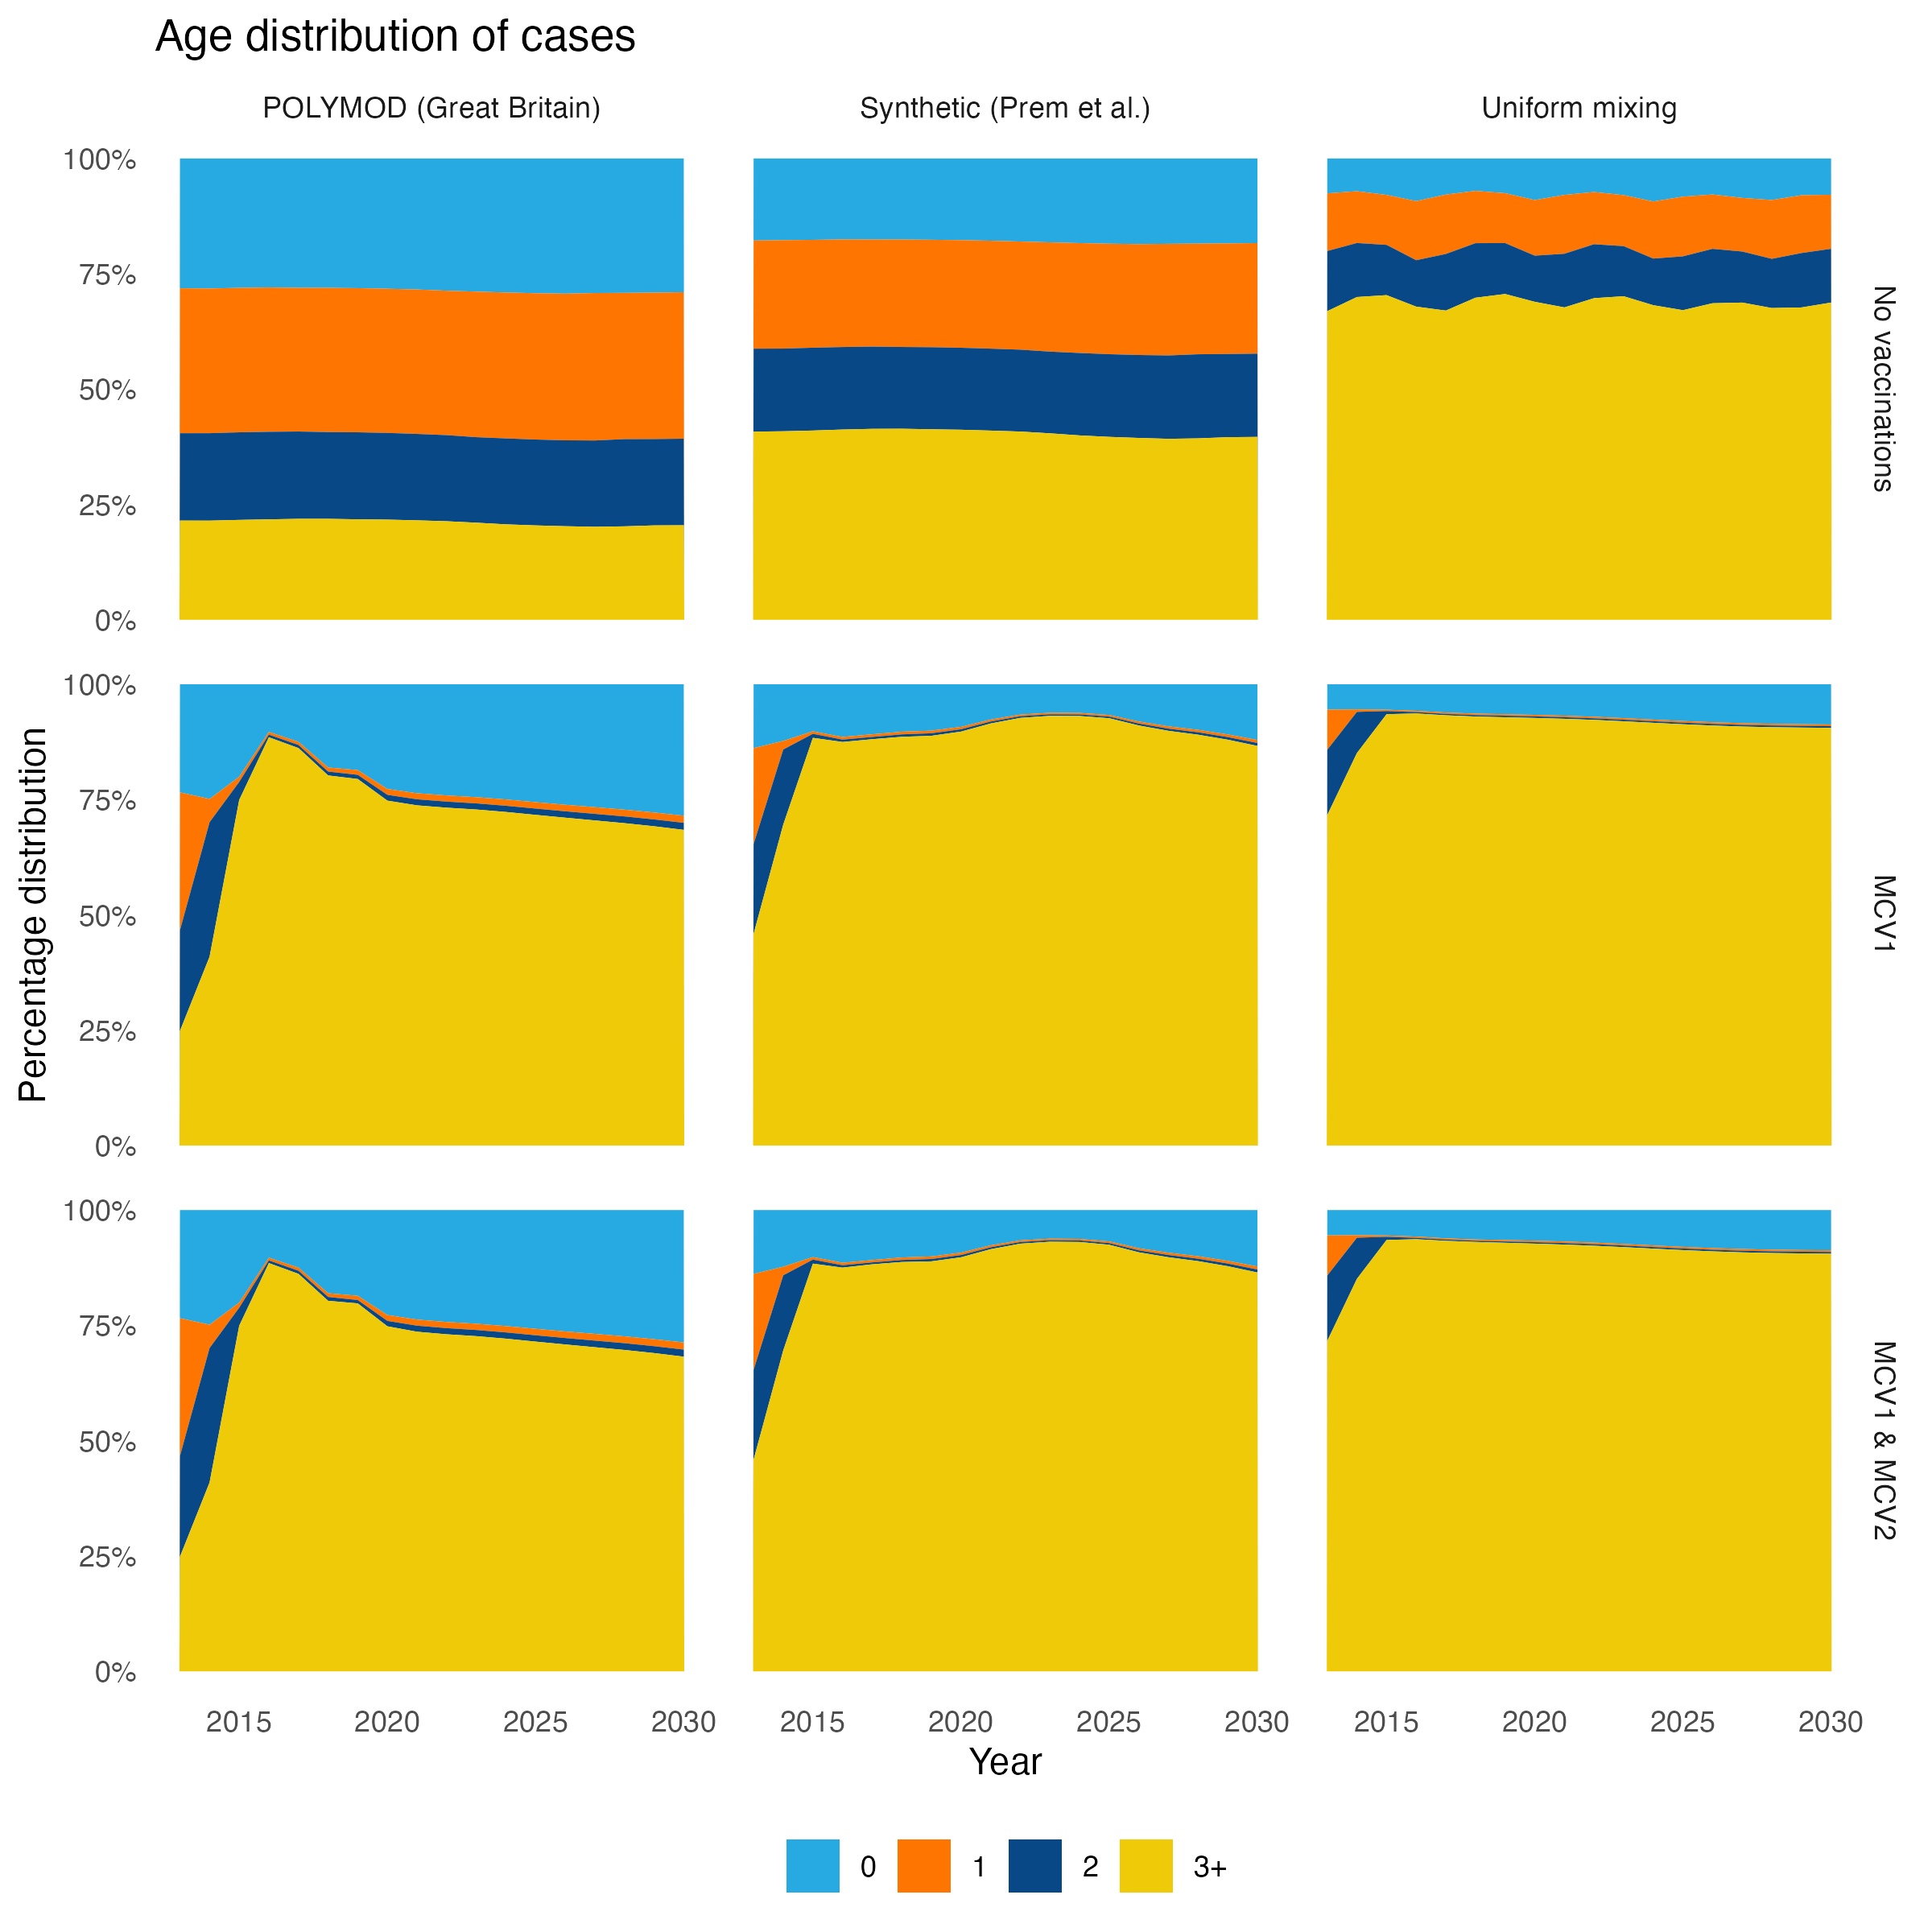 Age distribution of cases
POLYMOD (Great Britain)
Synthetic (Prem et al.)
Uniform mixing
100%
75%
50%
25%
0%
No vaccinations
Percentage distribution
100%
75%
50%
25%
0%
MCV1
100%
75%
50%
25%
0%
MCV1 & MCV2
2015 2020 2025 2030
2015 2020 2025 2030
2015 2020 2025 2030
Year
0 1 2 3+